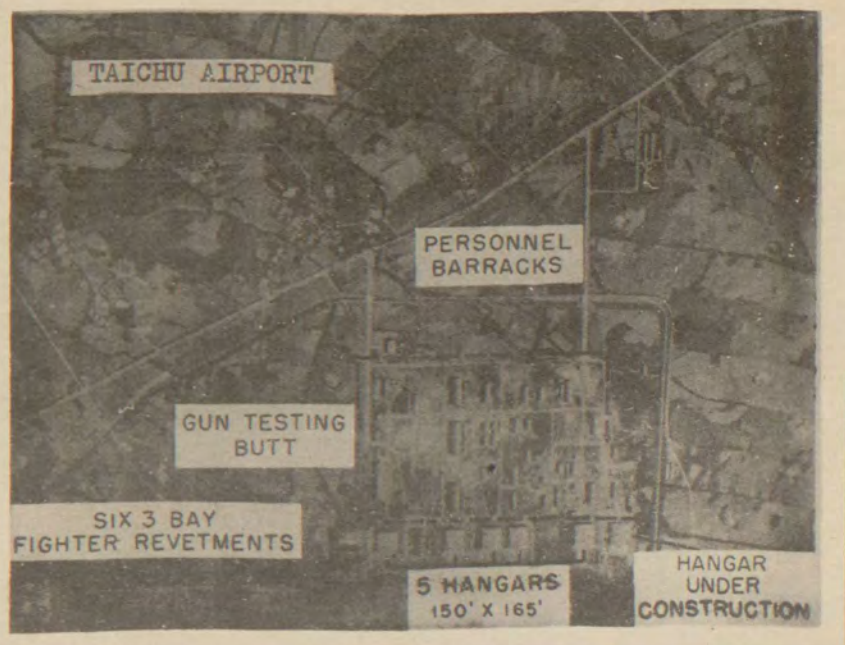 TAICHU AIRPORT
PERSONNEL
BARRACKS
GUN TESTING
BUTT
SIX 3 BAY
FIGHTER REVETMENTS
5 HANGARS
150' X 165'
HANGAR
UNDER
CONSTRUCTION